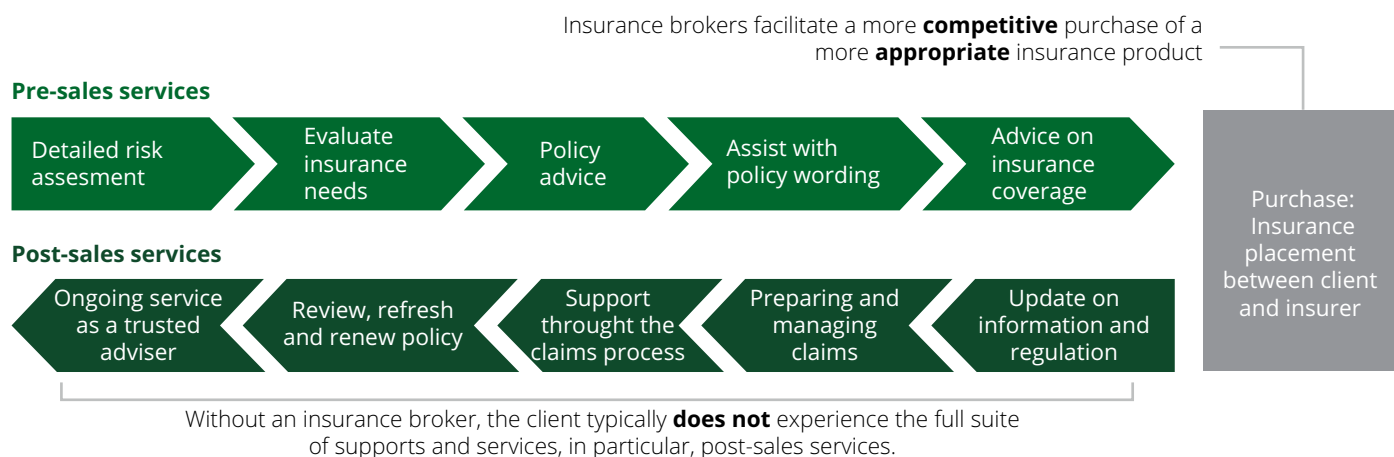 Insurance brokers facilitate a more competitive purchase of a
more appropriate insurance product
Pre-sales services
Detailed risk
assesment
Evaluate
insurance
needs
Policy
advice
Assist with
policy wording
Advice on
insurance
coverage
Purchase:
Insurance
placement
between client
and insurer
Post-sales services
Ongoing service
as a trusted
adviser
Review, refresh
and renew policy
Support
throught the
claims process
Preparing and
managing
claims
Update on
information and
regulation
Without an insurance broker, the client typically does not experience the full suite
of supports and services, in particular, post-sales services.